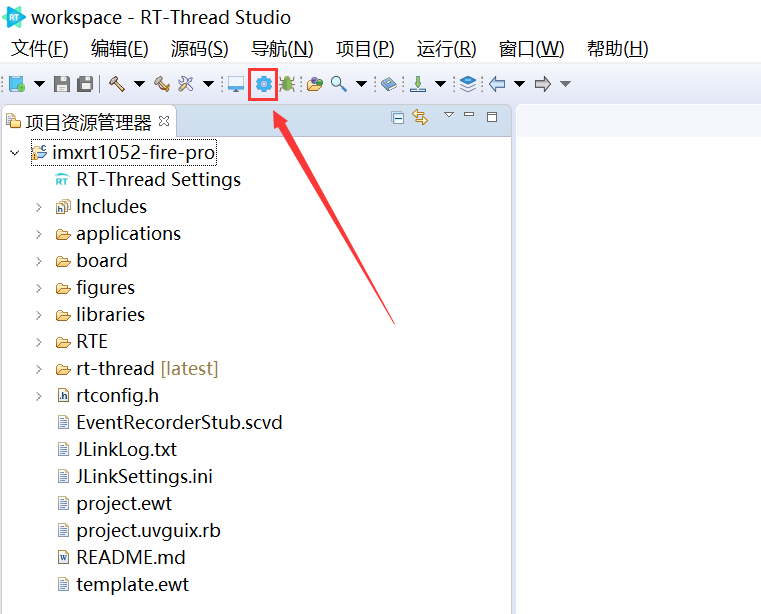 workspace - RT-Thread Studio
文件(F) 编辑(E) 源码(S) 导航(N) 项目(P) 运行(R) 窗口(W) 帮助(H)
项目资源管理器
imxrt1052-fire-pro
RT-Thread Settings
Includes
applications
board
figures
libraries
RTE
rt-thread [latest]
rtconfig.h
EventRecorderStub.scvd
JLinkLog.txt
JLinkSettings.ini
project.ewt
project.uvguix.rb
README.md
template.ewt